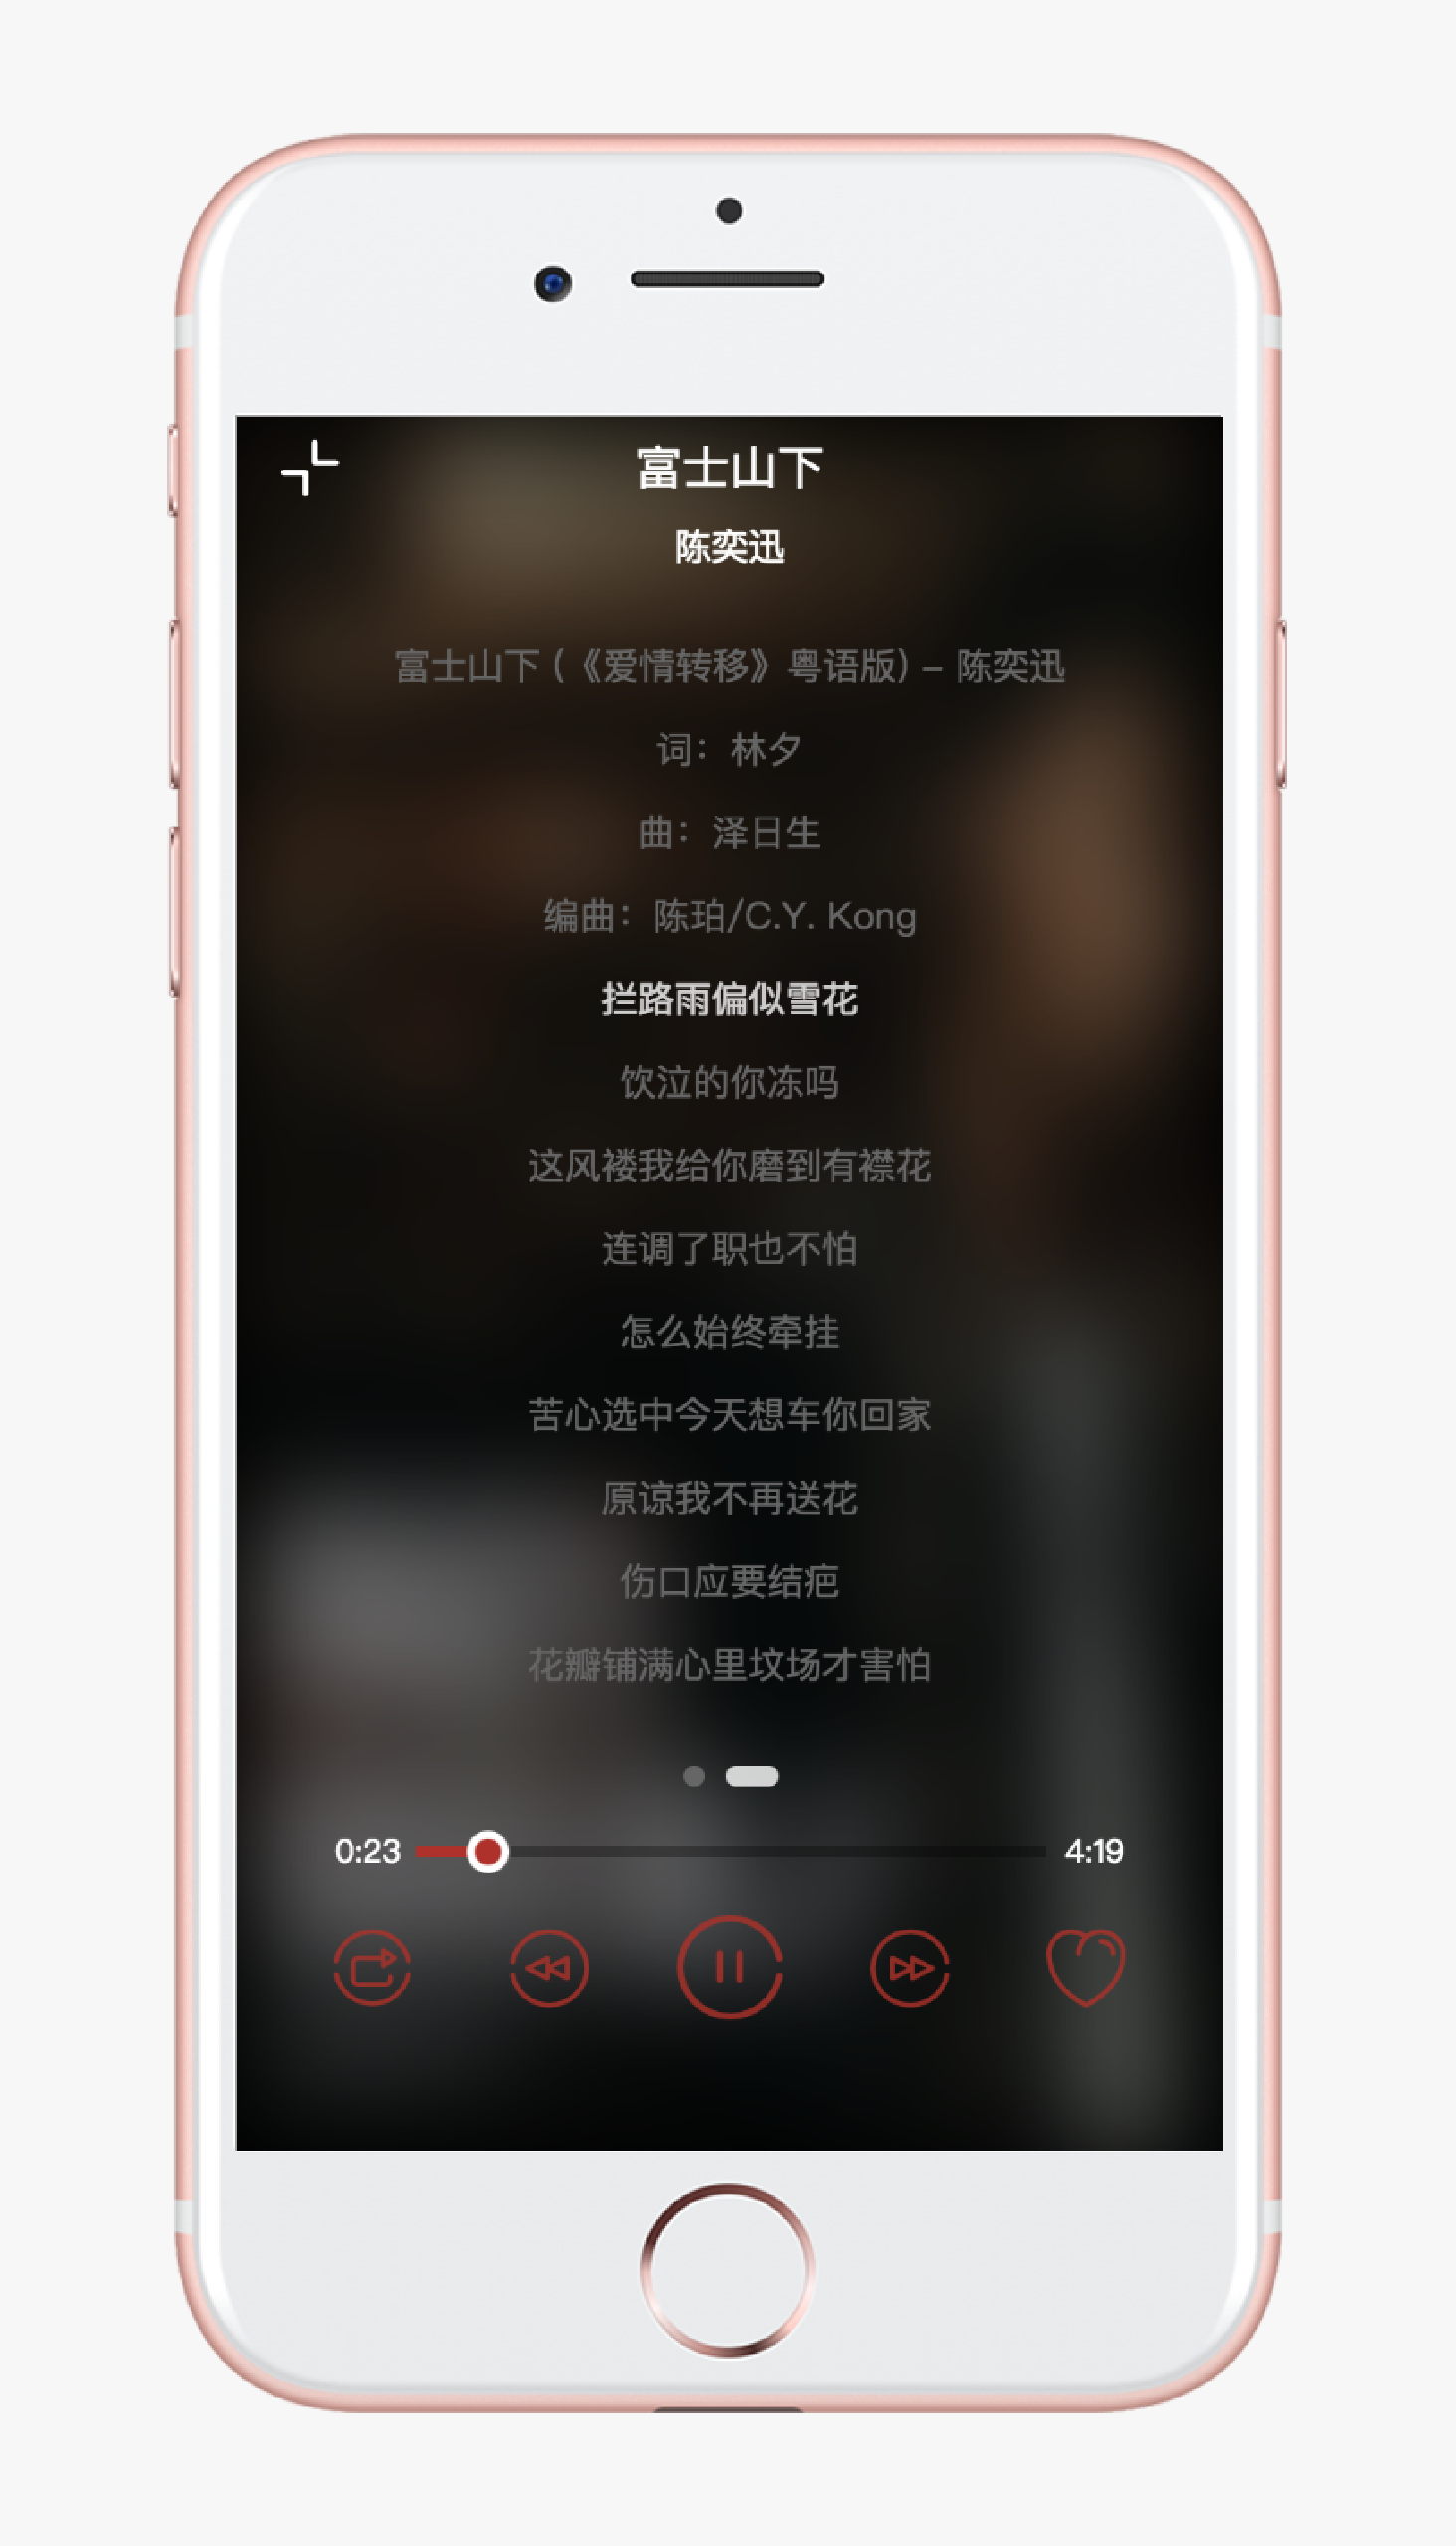 富士山下
陈奕迅
富士山下 (《爱情转移》粤语版) - 陈奕迅
词：林夕
曲：泽日生
编曲：陈珀/C.Y. Kong
拦路雨偏似雪花
饮泣的你冻吗
这风褛我给你磨到有襟花
连调了职也不怕
怎么始终牵挂
苦心选中今天想车你回家
原谅我不再送花
伤口应要结疤
花瓣铺满心里坟场才害怕
0:23 4:19